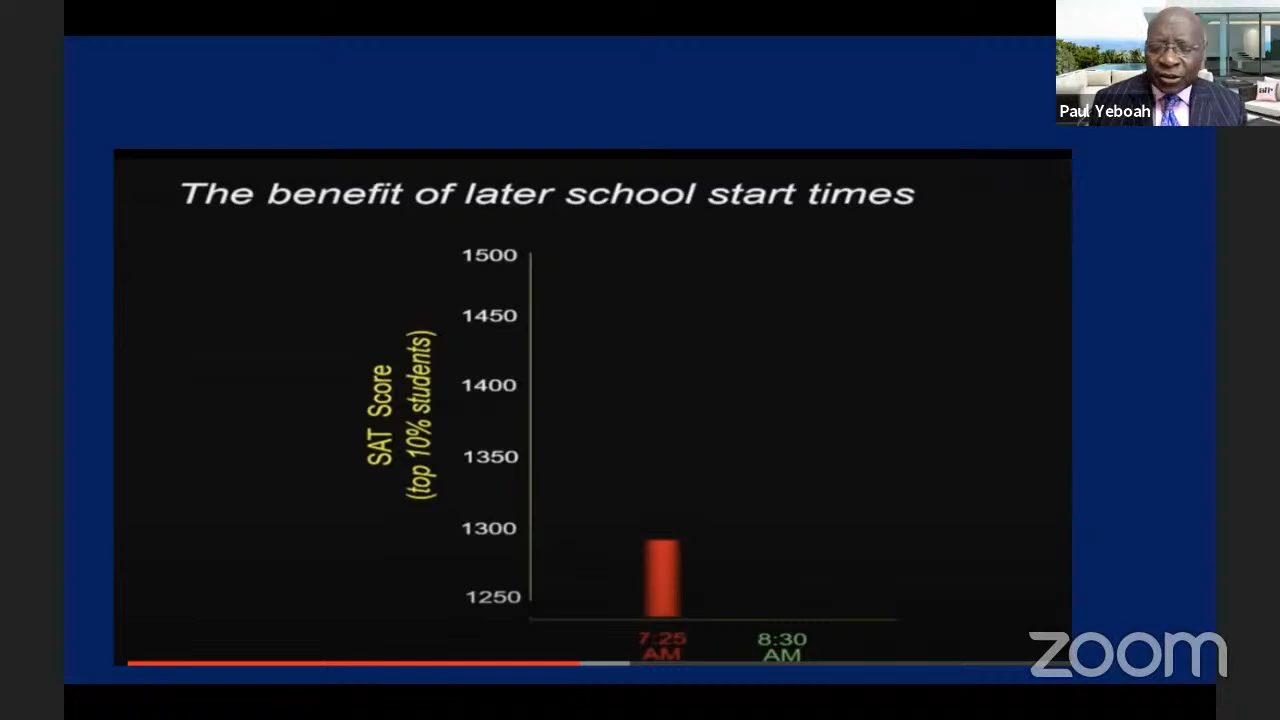 Paul Yeboah
The benefit of later school start times
1500
1450
1400
1350
1300
1250
SAT Score
(top 10% students)
7:25
AM
8:30
AM
zoom